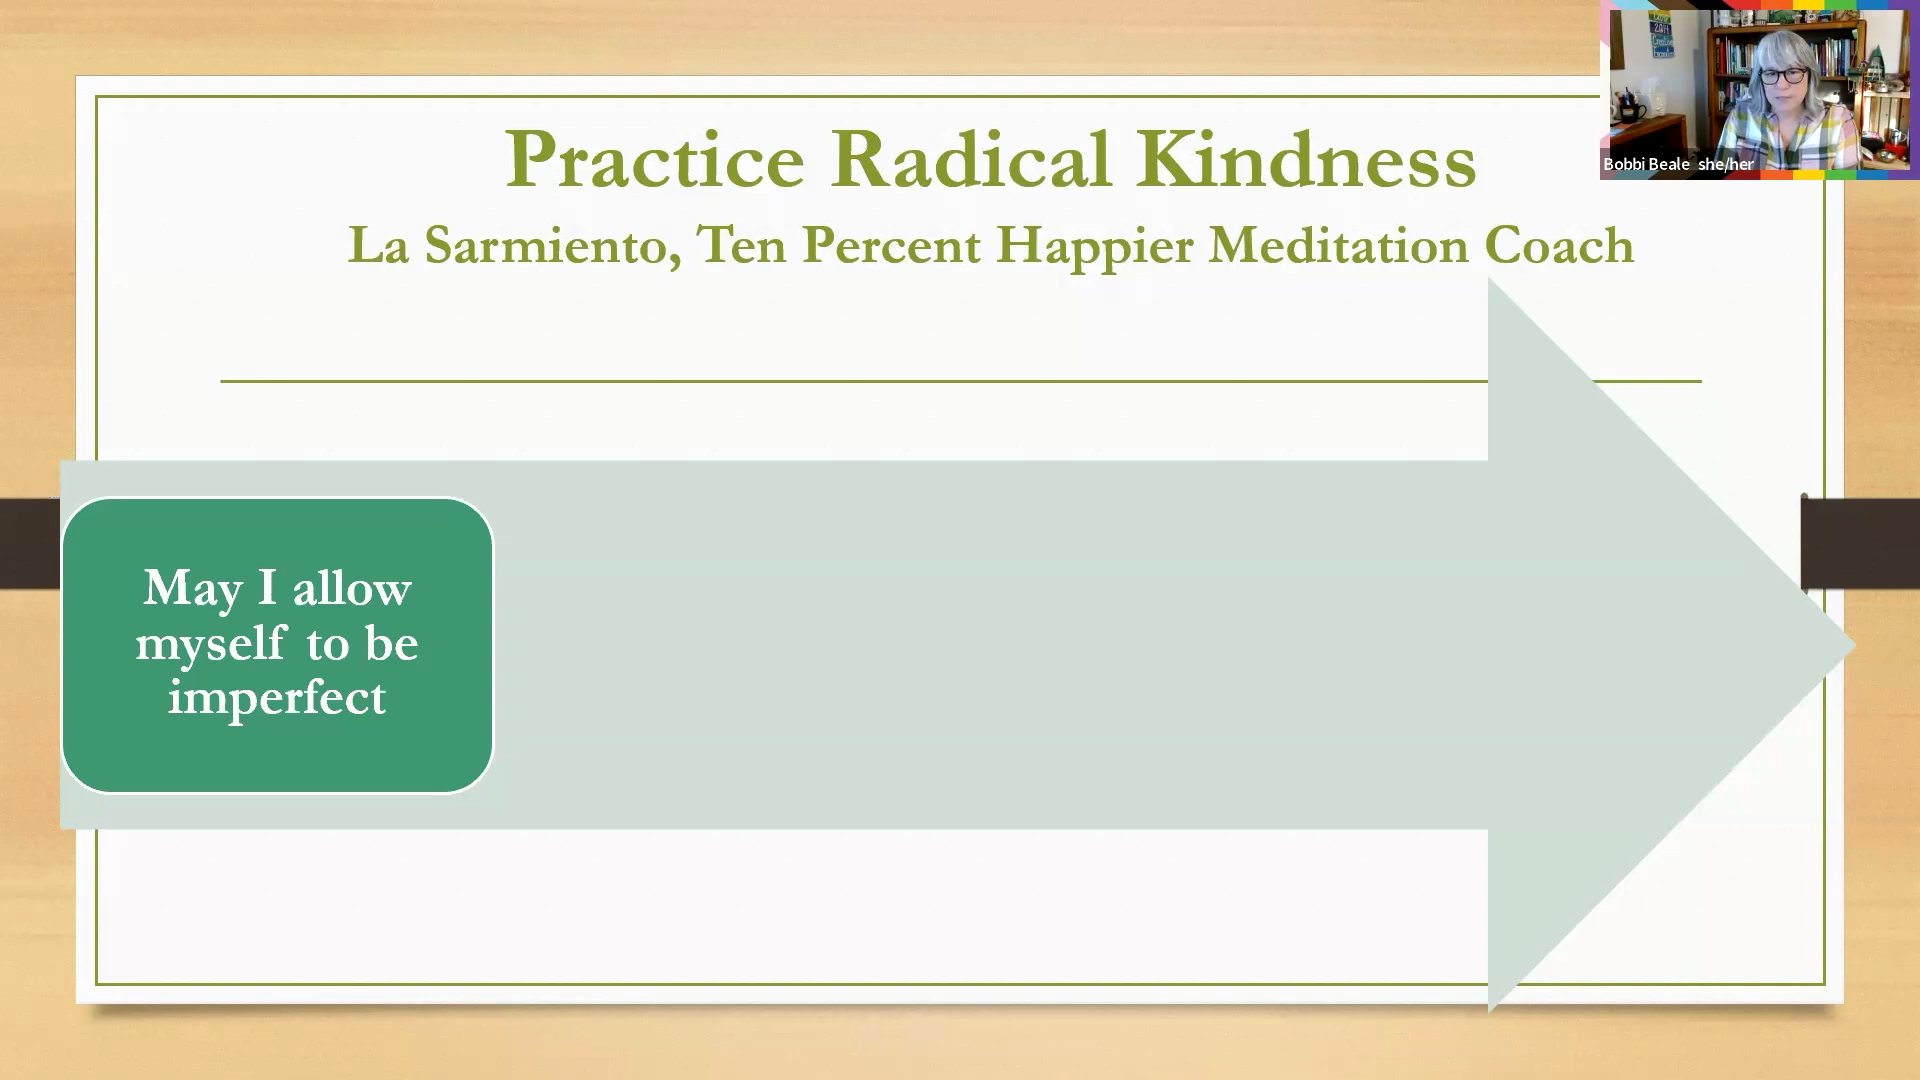 Practice Radical Kindness
La Sarmiento, Ten Percent Happier Meditation Coach
May I allow
myself to be
imperfect
Bobbi Beale she/her